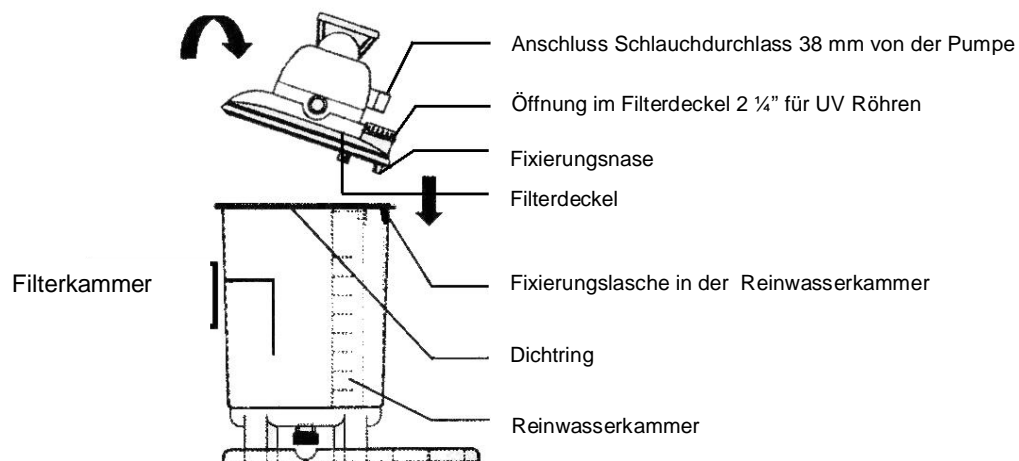 Anschluss Schlauchdurchlass 38 mm von der Pumpe
Öffnung im Filterdeckel 2 ¼” für UV Röhren
Fixierungsnase
Filterdeckel
Filterkammer
Fixierungslasche in der Reinwasserkammer
Dichtring
Reinwasserkammer